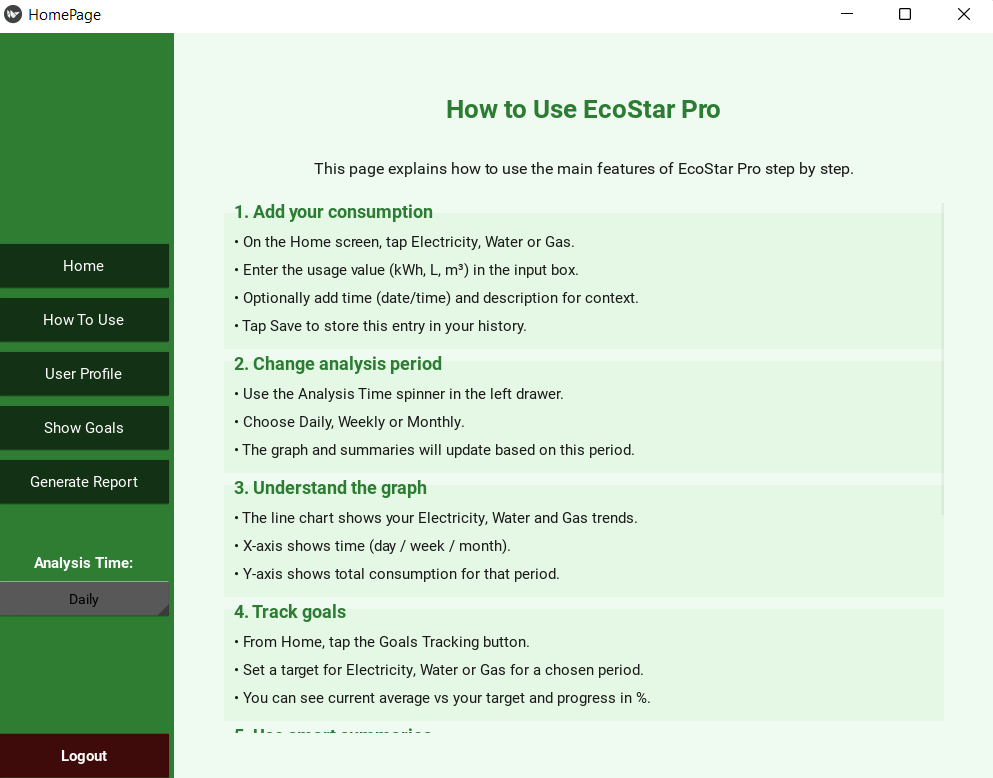 HomePage
How to Use EcoStar Pro
This page explains how to use the main features of EcoStar Pro step by step.
1. Add your consumption
• On the Home screen, tap Electricity, Water or Gas.
• Enter the usage value (kWh, L, m³) in the input box.
• Optionally add time (date/time) and description for context.
• Tap Save to store this entry in your history.
2. Change analysis period
• Use the Analysis Time spinner in the left drawer.
• Choose Daily, Weekly or Monthly.
• The graph and summaries will update based on this period.
3. Understand the graph
• The line chart shows your Electricity, Water and Gas trends.
• X-axis shows time (day / week / month).
• Y-axis shows total consumption for that period.
4. Track goals
• From Home, tap the Goals Tracking button.
• Set a target for Electricity, Water or Gas for a chosen period.
• You can see current average vs your target and progress in %.
5. Use smart summaries
Home
How To Use
User Profile
Show Goals
Generate Report
Analysis Time:
Daily
Logout